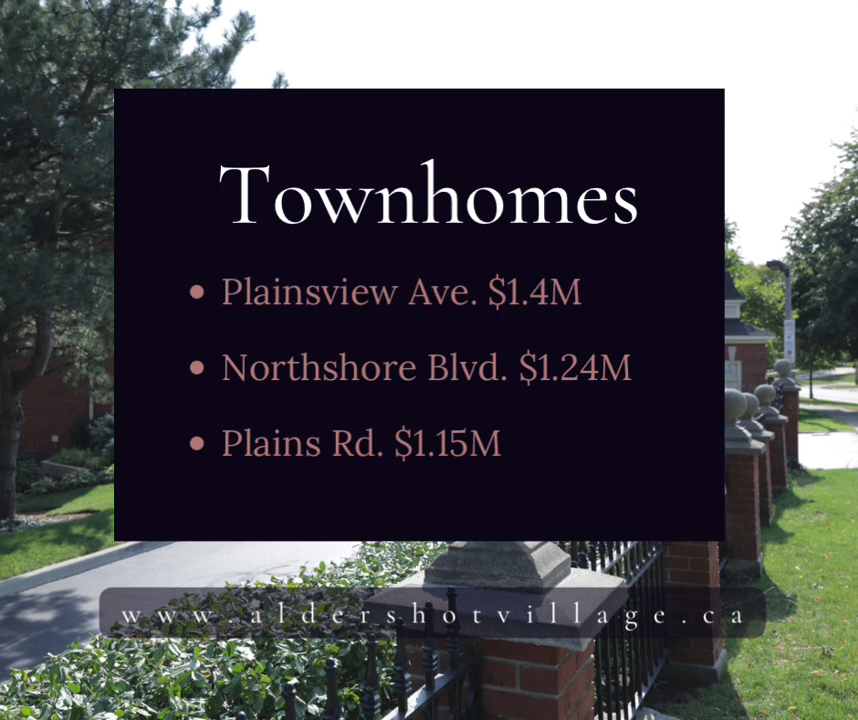 Townhomes
• Plainsview Ave. $1.4M
• Northshore Blvd. $1.24M
• Plains Rd. $1.15M
www.aldershotvillage.ca